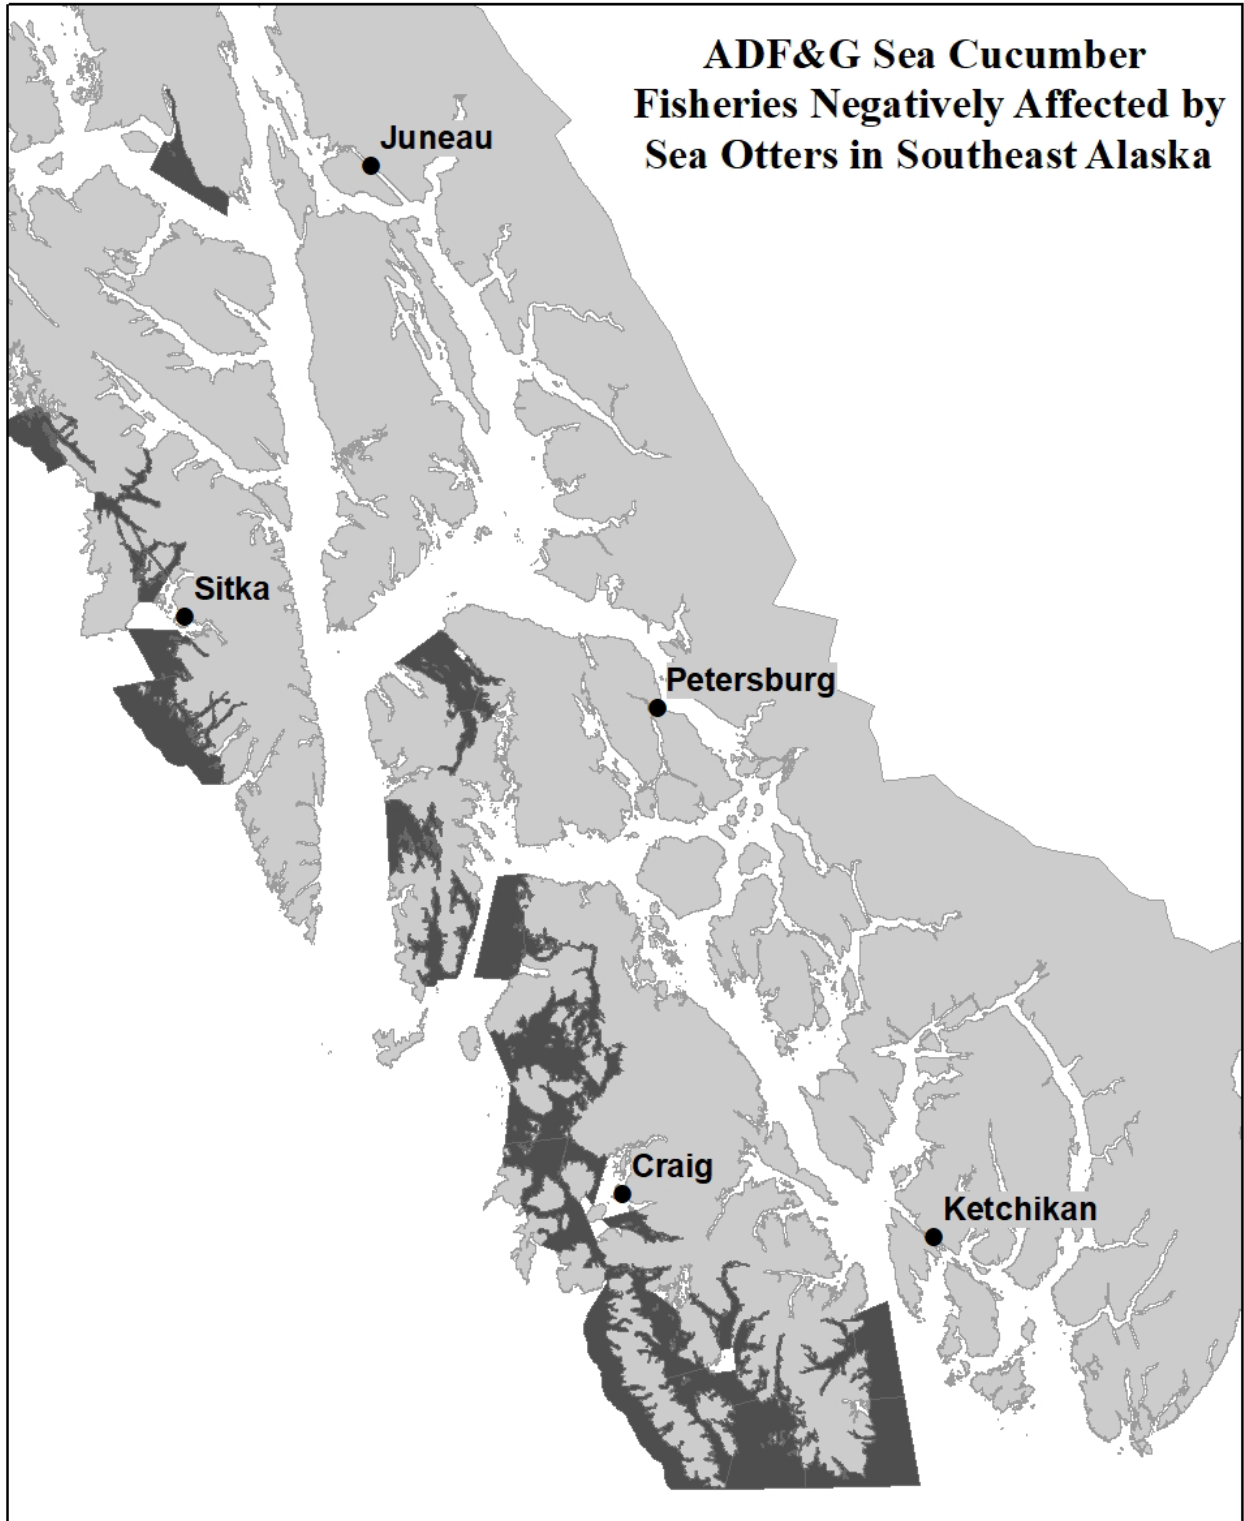 ADF&G Sea Cucumber
Fisheries Negatively Affected by
Sea Otters in Southeast Alaska
Juneau
Sitka
Petersburg
Craig
Ketchikan